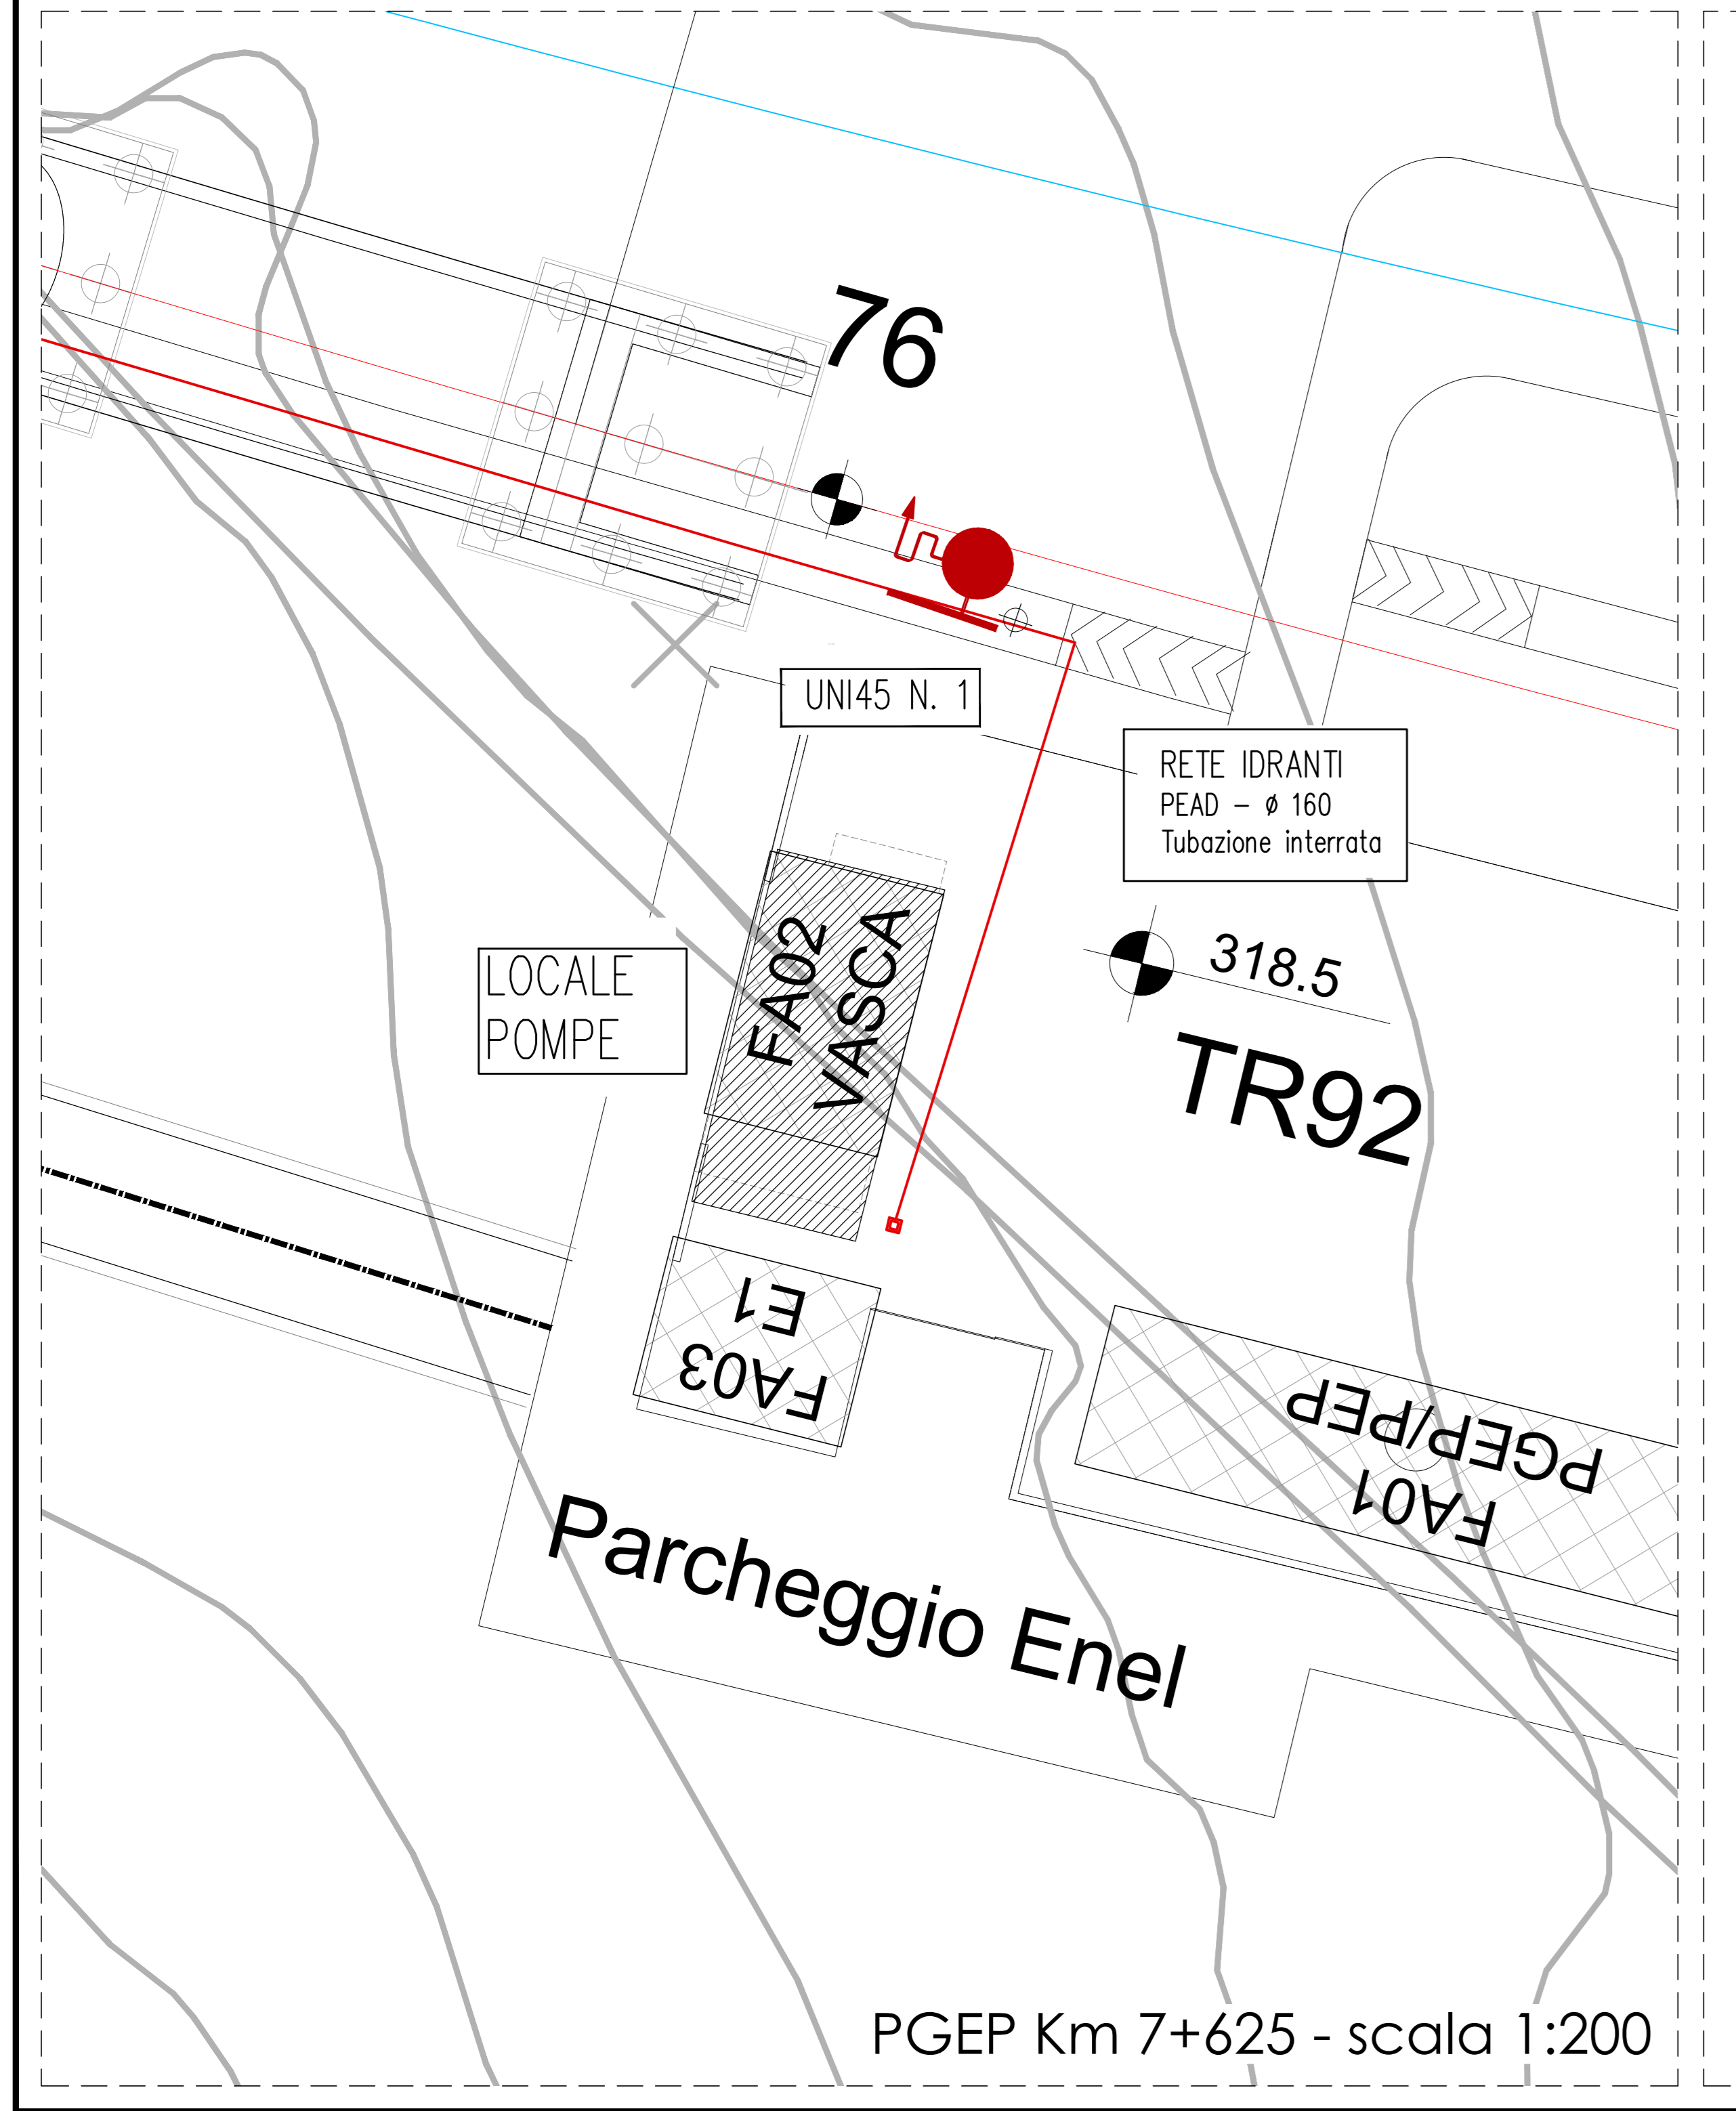 76
UNI45 N. 1
RETE IDRANTI
PEAD - ø 160
Tubazione interrata
FA02
VASCA
318.5
LOCALE
POMPE
TR92
E1
FA03
PGEP/PEP
FA01
Parcheggio Enel
PGEP Km 7+625 - scala 1:200